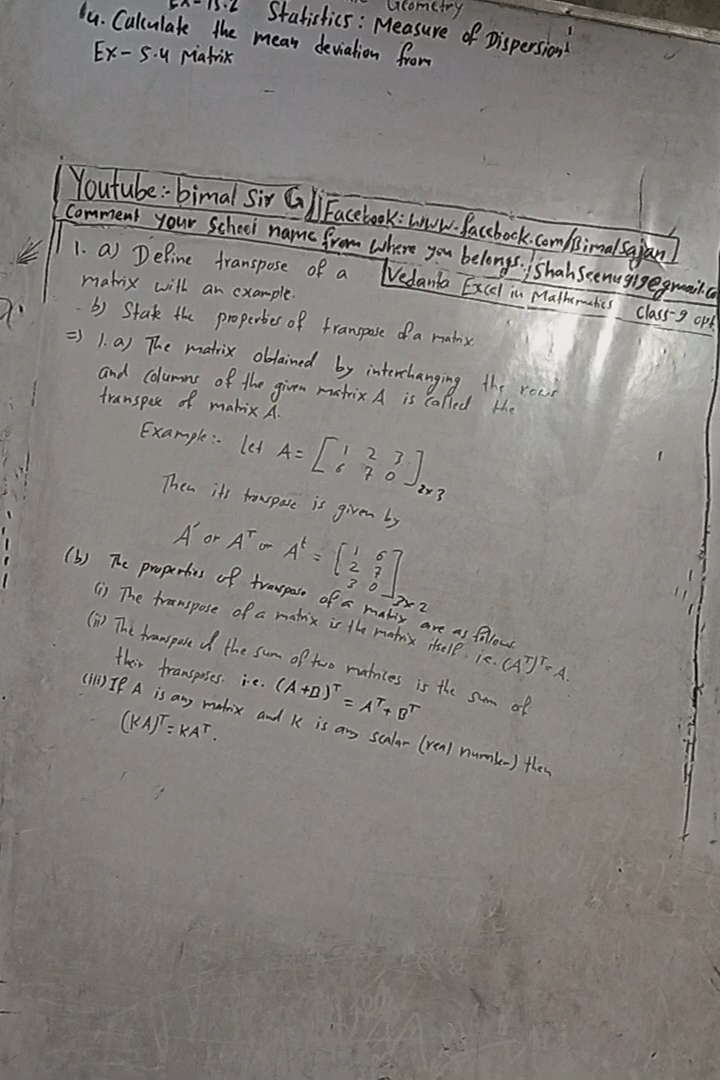 Ex-15.2 Statistics: Measure of Dispersion
Geometry
14. Calculate the mean deviation from
Ex-5.4 Matrix
Youtube:- bimal Sir G Facebook: www.facebook.com/Bimalsajan
Comment your School name from where you belongs. Shahseenu919@gmail.co
Vedanta Excel in Mathematics Class-9 opt
1. a) Define transpose of a
matrix with an example.
b) State the properties of transpose of a matrix
=> 1. a) The matrix obtained by interchanging the rows
and columns of the given matrix A is called the
transpose of matrix A.
Example:- let A = [ 1 2 3
6 7 0 ]2x3
Then its transpose is given by
A' or Aᵀ or Aᵗ = [ 1 6
2 7
3 0 ]3x2
(b) The properties of transpose of a matrix are as follows.
(i) The transpose of a matrix is the matrix itself. i.e. (Aᵀ)ᵀ = A.
(ii) The transpose of the sum of two matrices is the sum of
their transposes. i.e. (A+B)ᵀ = Aᵀ + Bᵀ
(iii) If A is any matrix and K is any scalar (real number) then
(KA)ᵀ = KAᵀ.